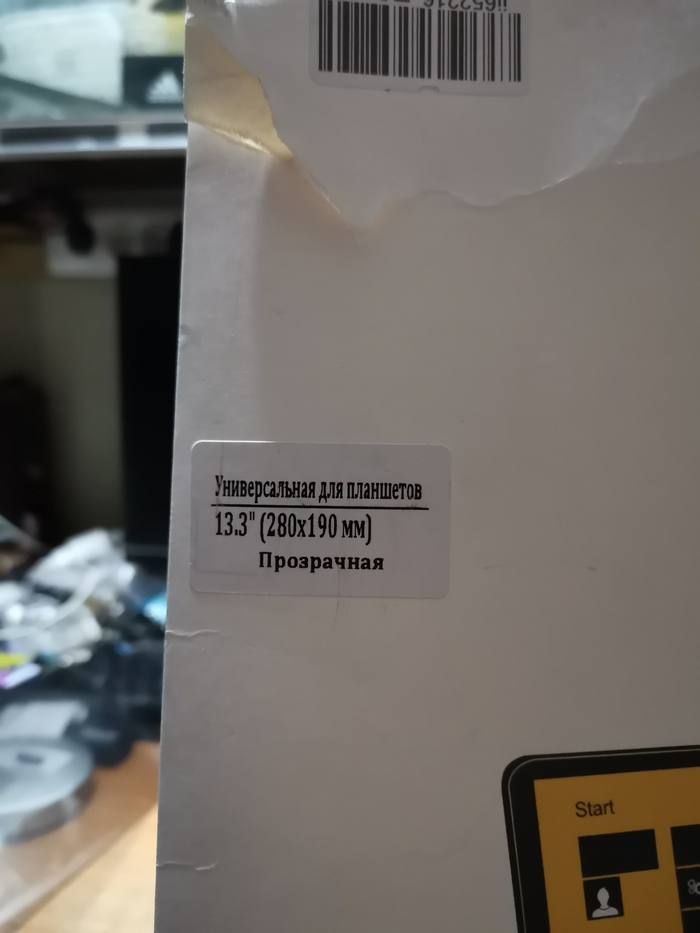 Универсальная для планшетов
13.3" (280x190 мм)
Прозрачная
Start